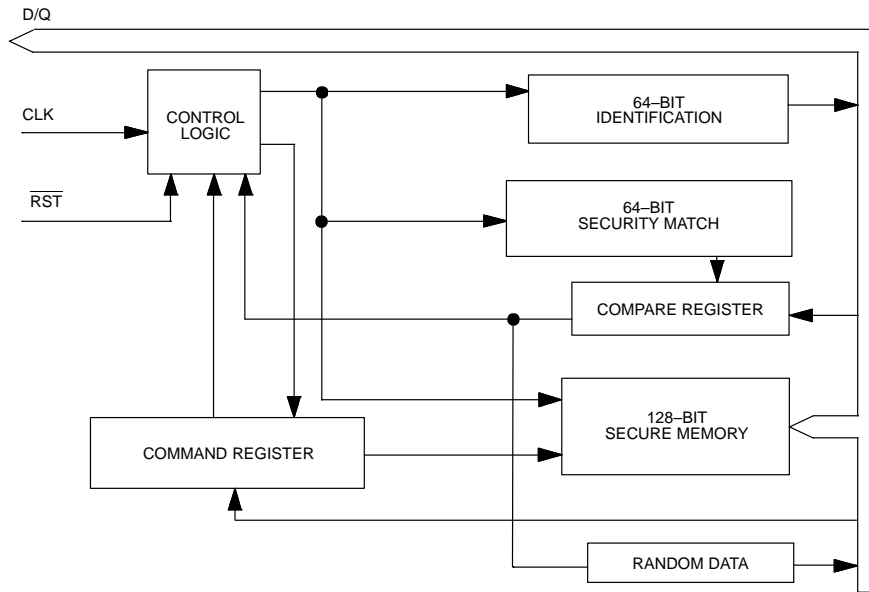 D/Q
CLK
RST
CONTROL
LOGIC
64–BIT
IDENTIFICATION
64–BIT
SECURITY MATCH
COMPARE REGISTER
128–BIT
SECURE MEMORY
COMMAND REGISTER
RANDOM DATA